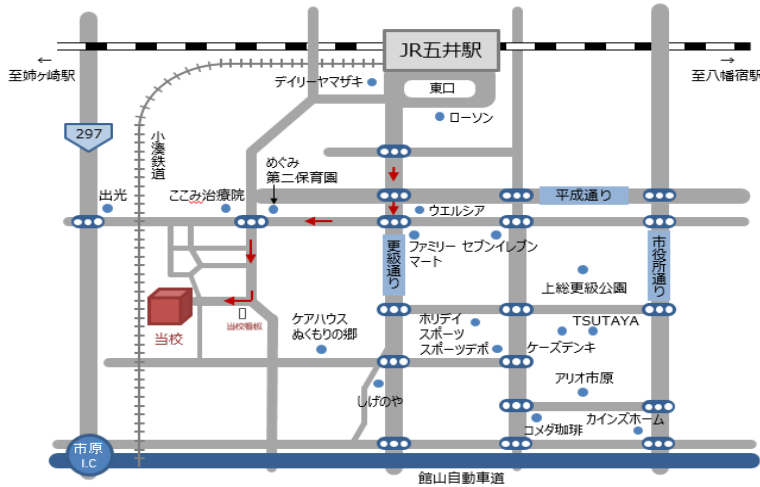 JR五井駅
←
至姉ヶ崎駅
→
至八幡宿駅
東口
デイリーヤマザキ
ローソン
297
小湊鉄道
めぐみ
第二保育園
出光
ここみ治療院
ウエルシア
平成通り
ファミリー
マート
セブンイレブン
更級通り
市役所通り
上総更級公園
当校
当校看板
ケアハウス
ぬくもりの郷
ホリデイ
スポーツ
スポーツデポ
TSUTAYA
ケーズデンキ
アリオ市原
しげのや
コメダ珈琲
カインズホーム
市原
I.C
館山自動車道